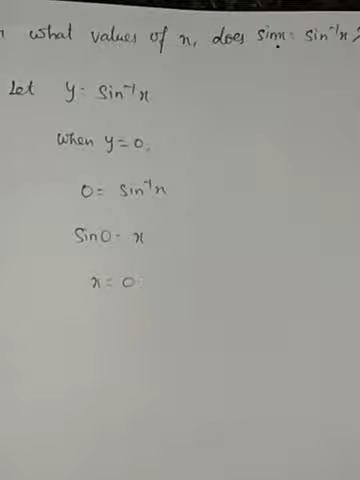 what values of x, does sinx = sin⁻¹x ?
Let y = sin⁻¹x
When y = 0,
0 = sin⁻¹x
Sin0 = x
x = 0